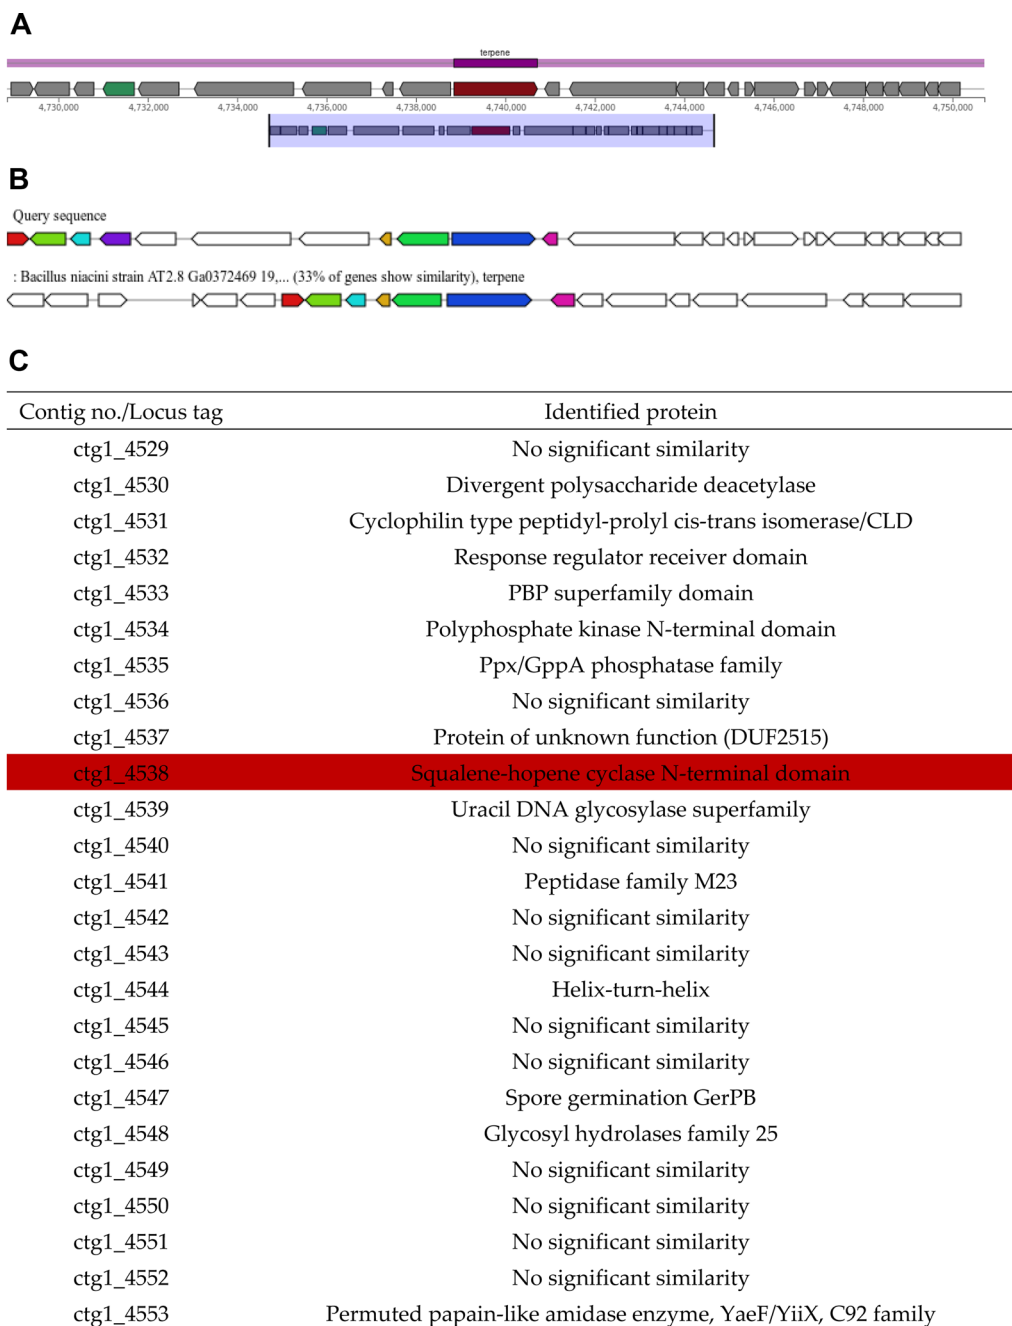 A
terpene
4,730,000 4,732,000 4,734,000 4,736,000 4,738,000 4,740,000 4,742,000 4,744,000 4,746,000 4,748,000 4,750,000
B
Query sequence
: Bacillus niacini strain AT2.8 Ga0372469 19,... (33% of genes show similarity), terpene
C
Contig no./Locus tag Identified protein
ctg1_4529 No significant similarity
ctg1_4530 Divergent polysaccharide deacetylase
ctg1_4531 Cyclophilin type peptidyl-prolyl cis-trans isomerase/CLD
ctg1_4532 Response regulator receiver domain
ctg1_4533 PBP superfamily domain
ctg1_4534 Polyphosphate kinase N-terminal domain
ctg1_4535 Ppx/GppA phosphatase family
ctg1_4536 No significant similarity
ctg1_4537 Protein of unknown function (DUF2515)
ctg1_4538 Squalene-hopene cyclase N-terminal domain
ctg1_4539 Uracil DNA glycosylase superfamily
ctg1_4540 No significant similarity
ctg1_4541 Peptidase family M23
ctg1_4542 No significant similarity
ctg1_4543 No significant similarity
ctg1_4544 Helix-turn-helix
ctg1_4545 No significant similarity
ctg1_4546 No significant similarity
ctg1_4547 Spore germination GerPB
ctg1_4548 Glycosyl hydrolases family 25
ctg1_4549 No significant similarity
ctg1_4550 No significant similarity
ctg1_4551 No significant similarity
ctg1_4552 No significant similarity
ctg1_4553 Permuted papain-like amidase enzyme, YaeF/YiiX, C92 family